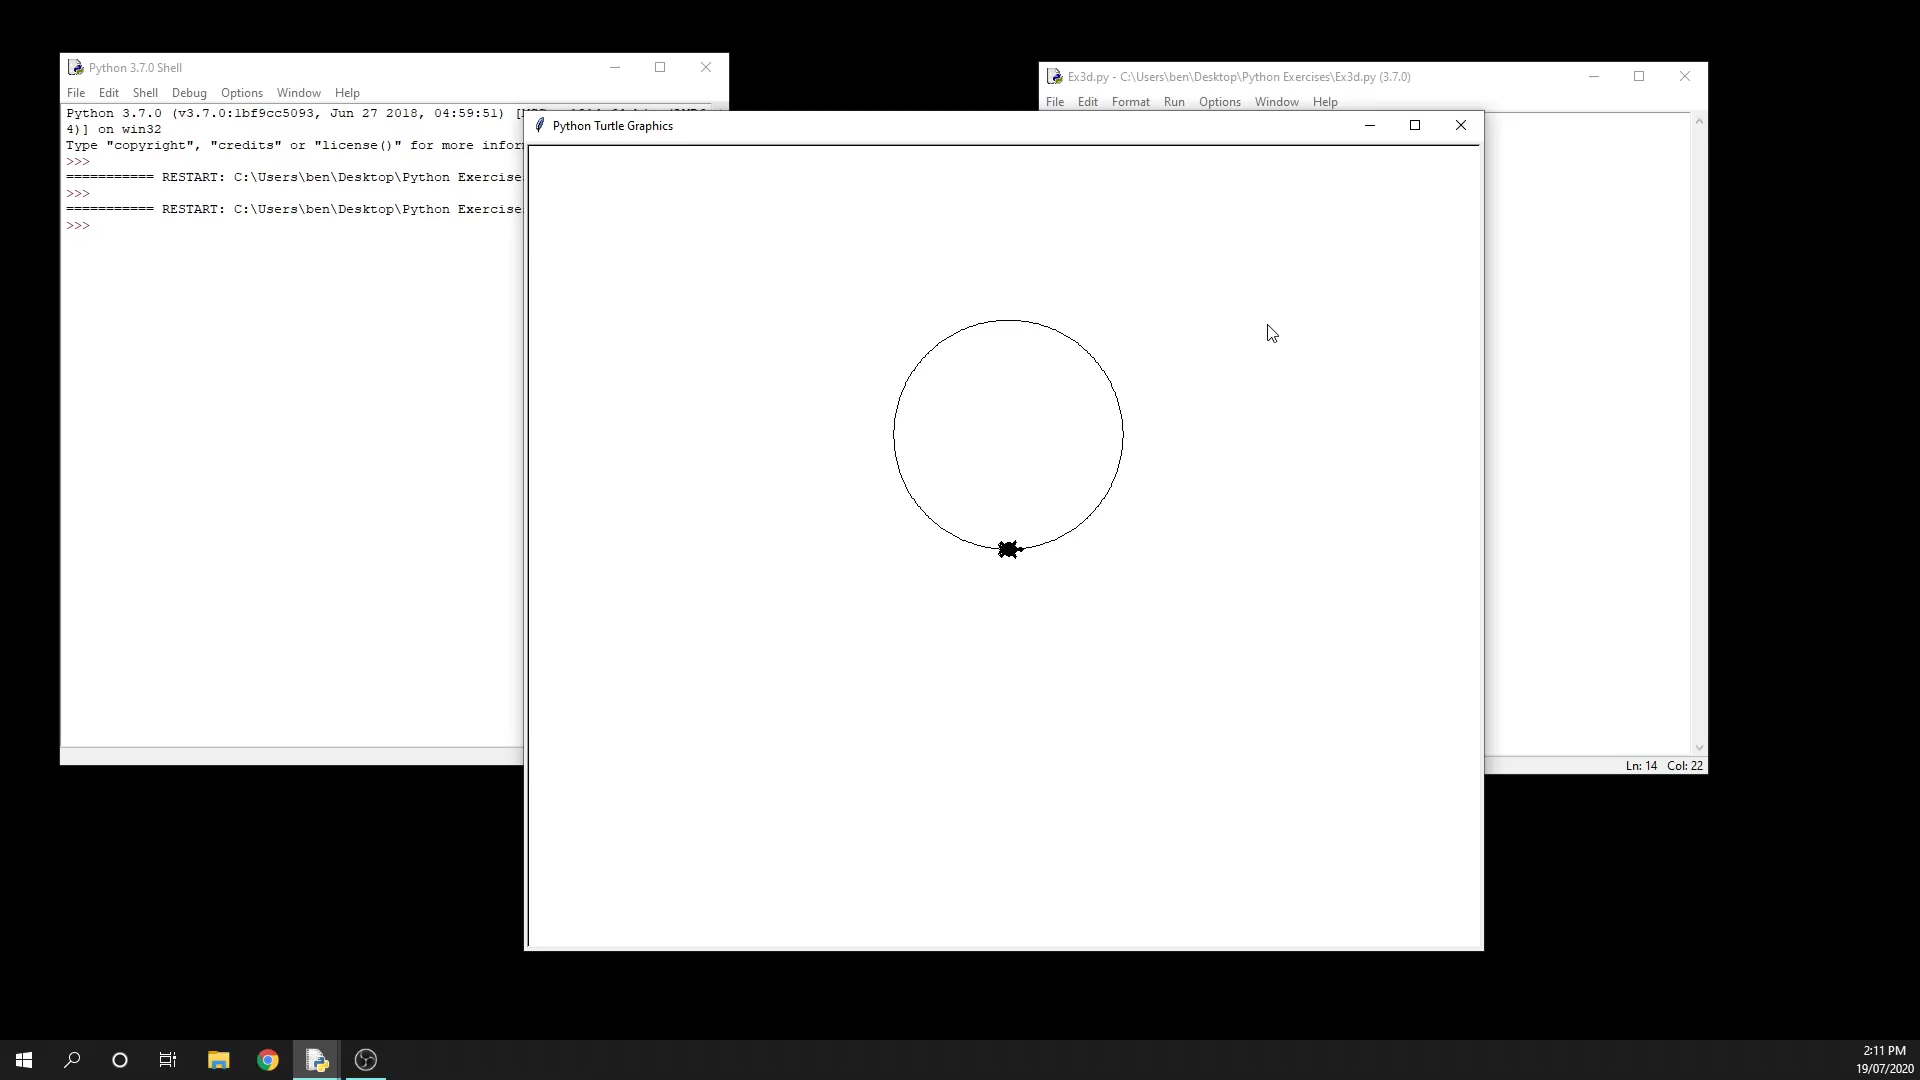 Python 3.7.0 Shell
File Edit Shell Debug Options Window Help
Python 3.7.0 (v3.7.0:1bf9cc5093, Jun 27 2018, 04:59:51)
4)] on win32
Type "copyright", "credits" or "license()" for more
>>>
=========== RESTART: C:\Users\ben\Desktop\Python Exercise
>>>
=========== RESTART: C:\Users\ben\Desktop\Python Exercise
>>>
Ex3d.py - C:\Users\ben\Desktop\Python Exercises\Ex3d.py (3.7.0)
File Edit Format Run Options Window Help
Python Turtle Graphics
Ln: 14 Col: 22
2:11 PM
19/07/2020